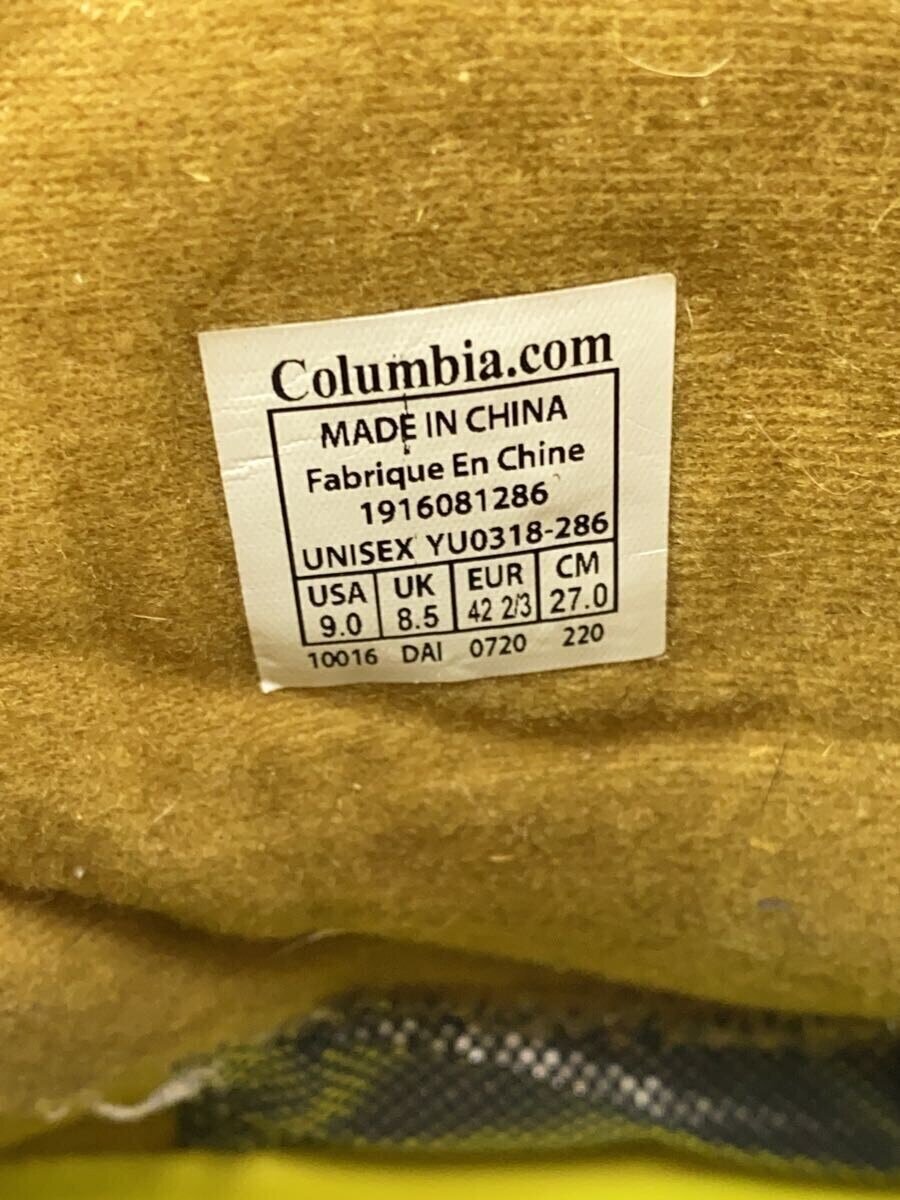 Columbia.com
MADE IN CHINA
Fabrique En Chine
1916081286
UNISEX YU0318-286
USA UK EUR CM
9.0 8.5 42 2/3 27.0
10016 DAI 0720 220